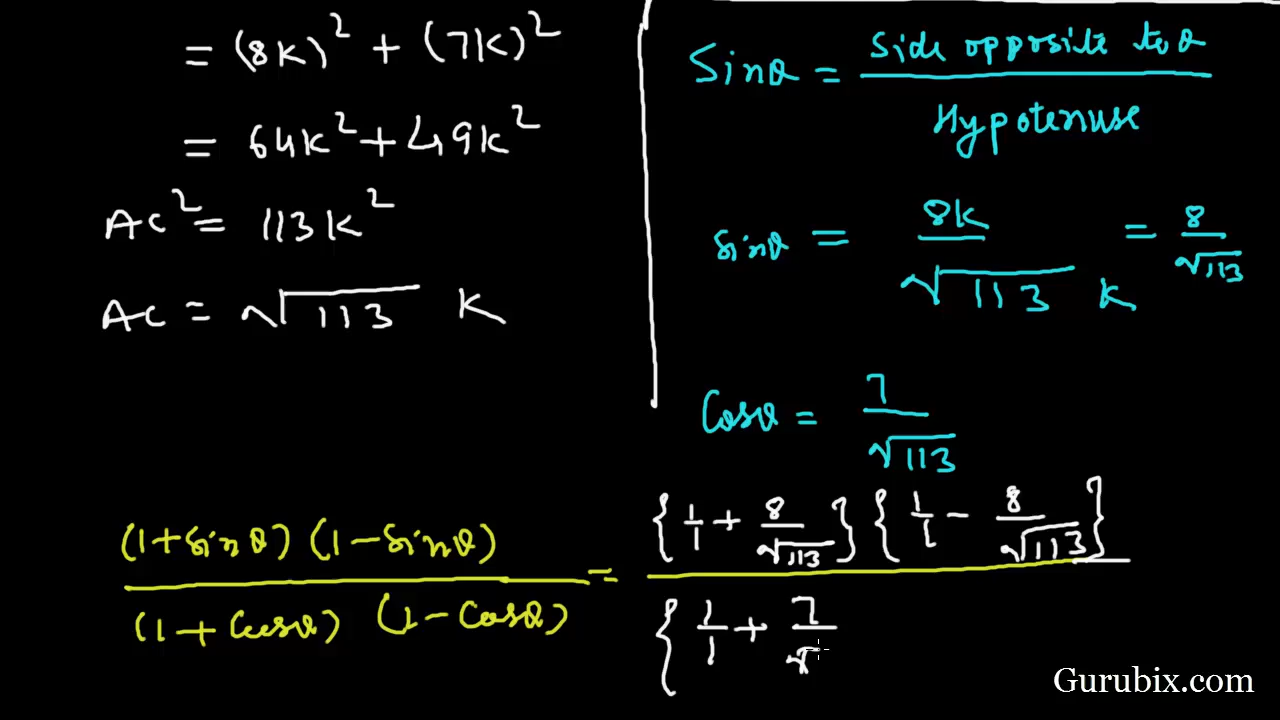 = (8k)² + (7k)²
= 64k² + 49k²
AC² = 113k²
AC = √113 k
Sinθ = Side opposite to θ / Hypotenuse
sinθ = 8k / √113 k = 8 / √113
Cosθ = 7 / √113
(1+sinθ) (1-sinθ) / (1+Cosθ) (1-Cosθ) = {1/1 + 8/√113} {1/1 - 8/√113} / {1/1 + 7/√
Gurubix.com